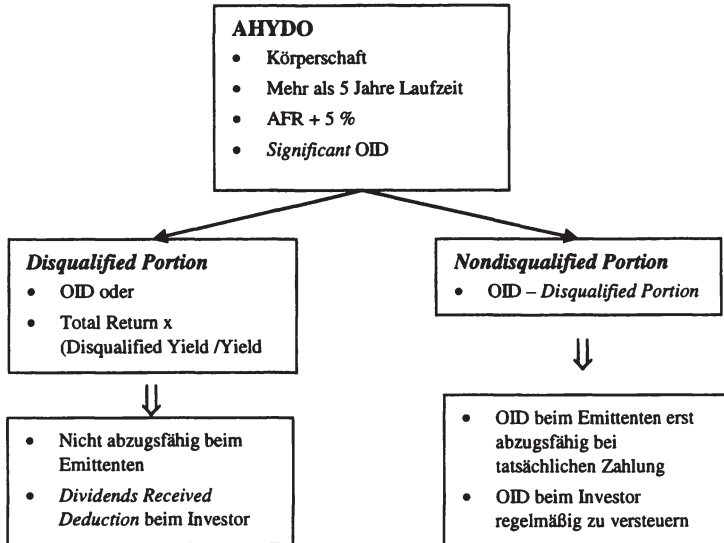 AHYDO
• Körperschaft
• Mehr als 5 Jahre Laufzeit
• AFR + 5 %
• Significant OID
Disqualified Portion
• OID oder
• Total Return x
(Disqualified Yield /Yield
Nondisqualified Portion
• OID – Disqualified Portion
• Nicht abzugsfähig beim
Emittenten
• Dividends Received
Deduction beim Investor
• OID beim Emittenten erst
abzugsfähig bei
tatsächlichen Zahlung
• OID beim Investor
regelmäßig zu versteuern